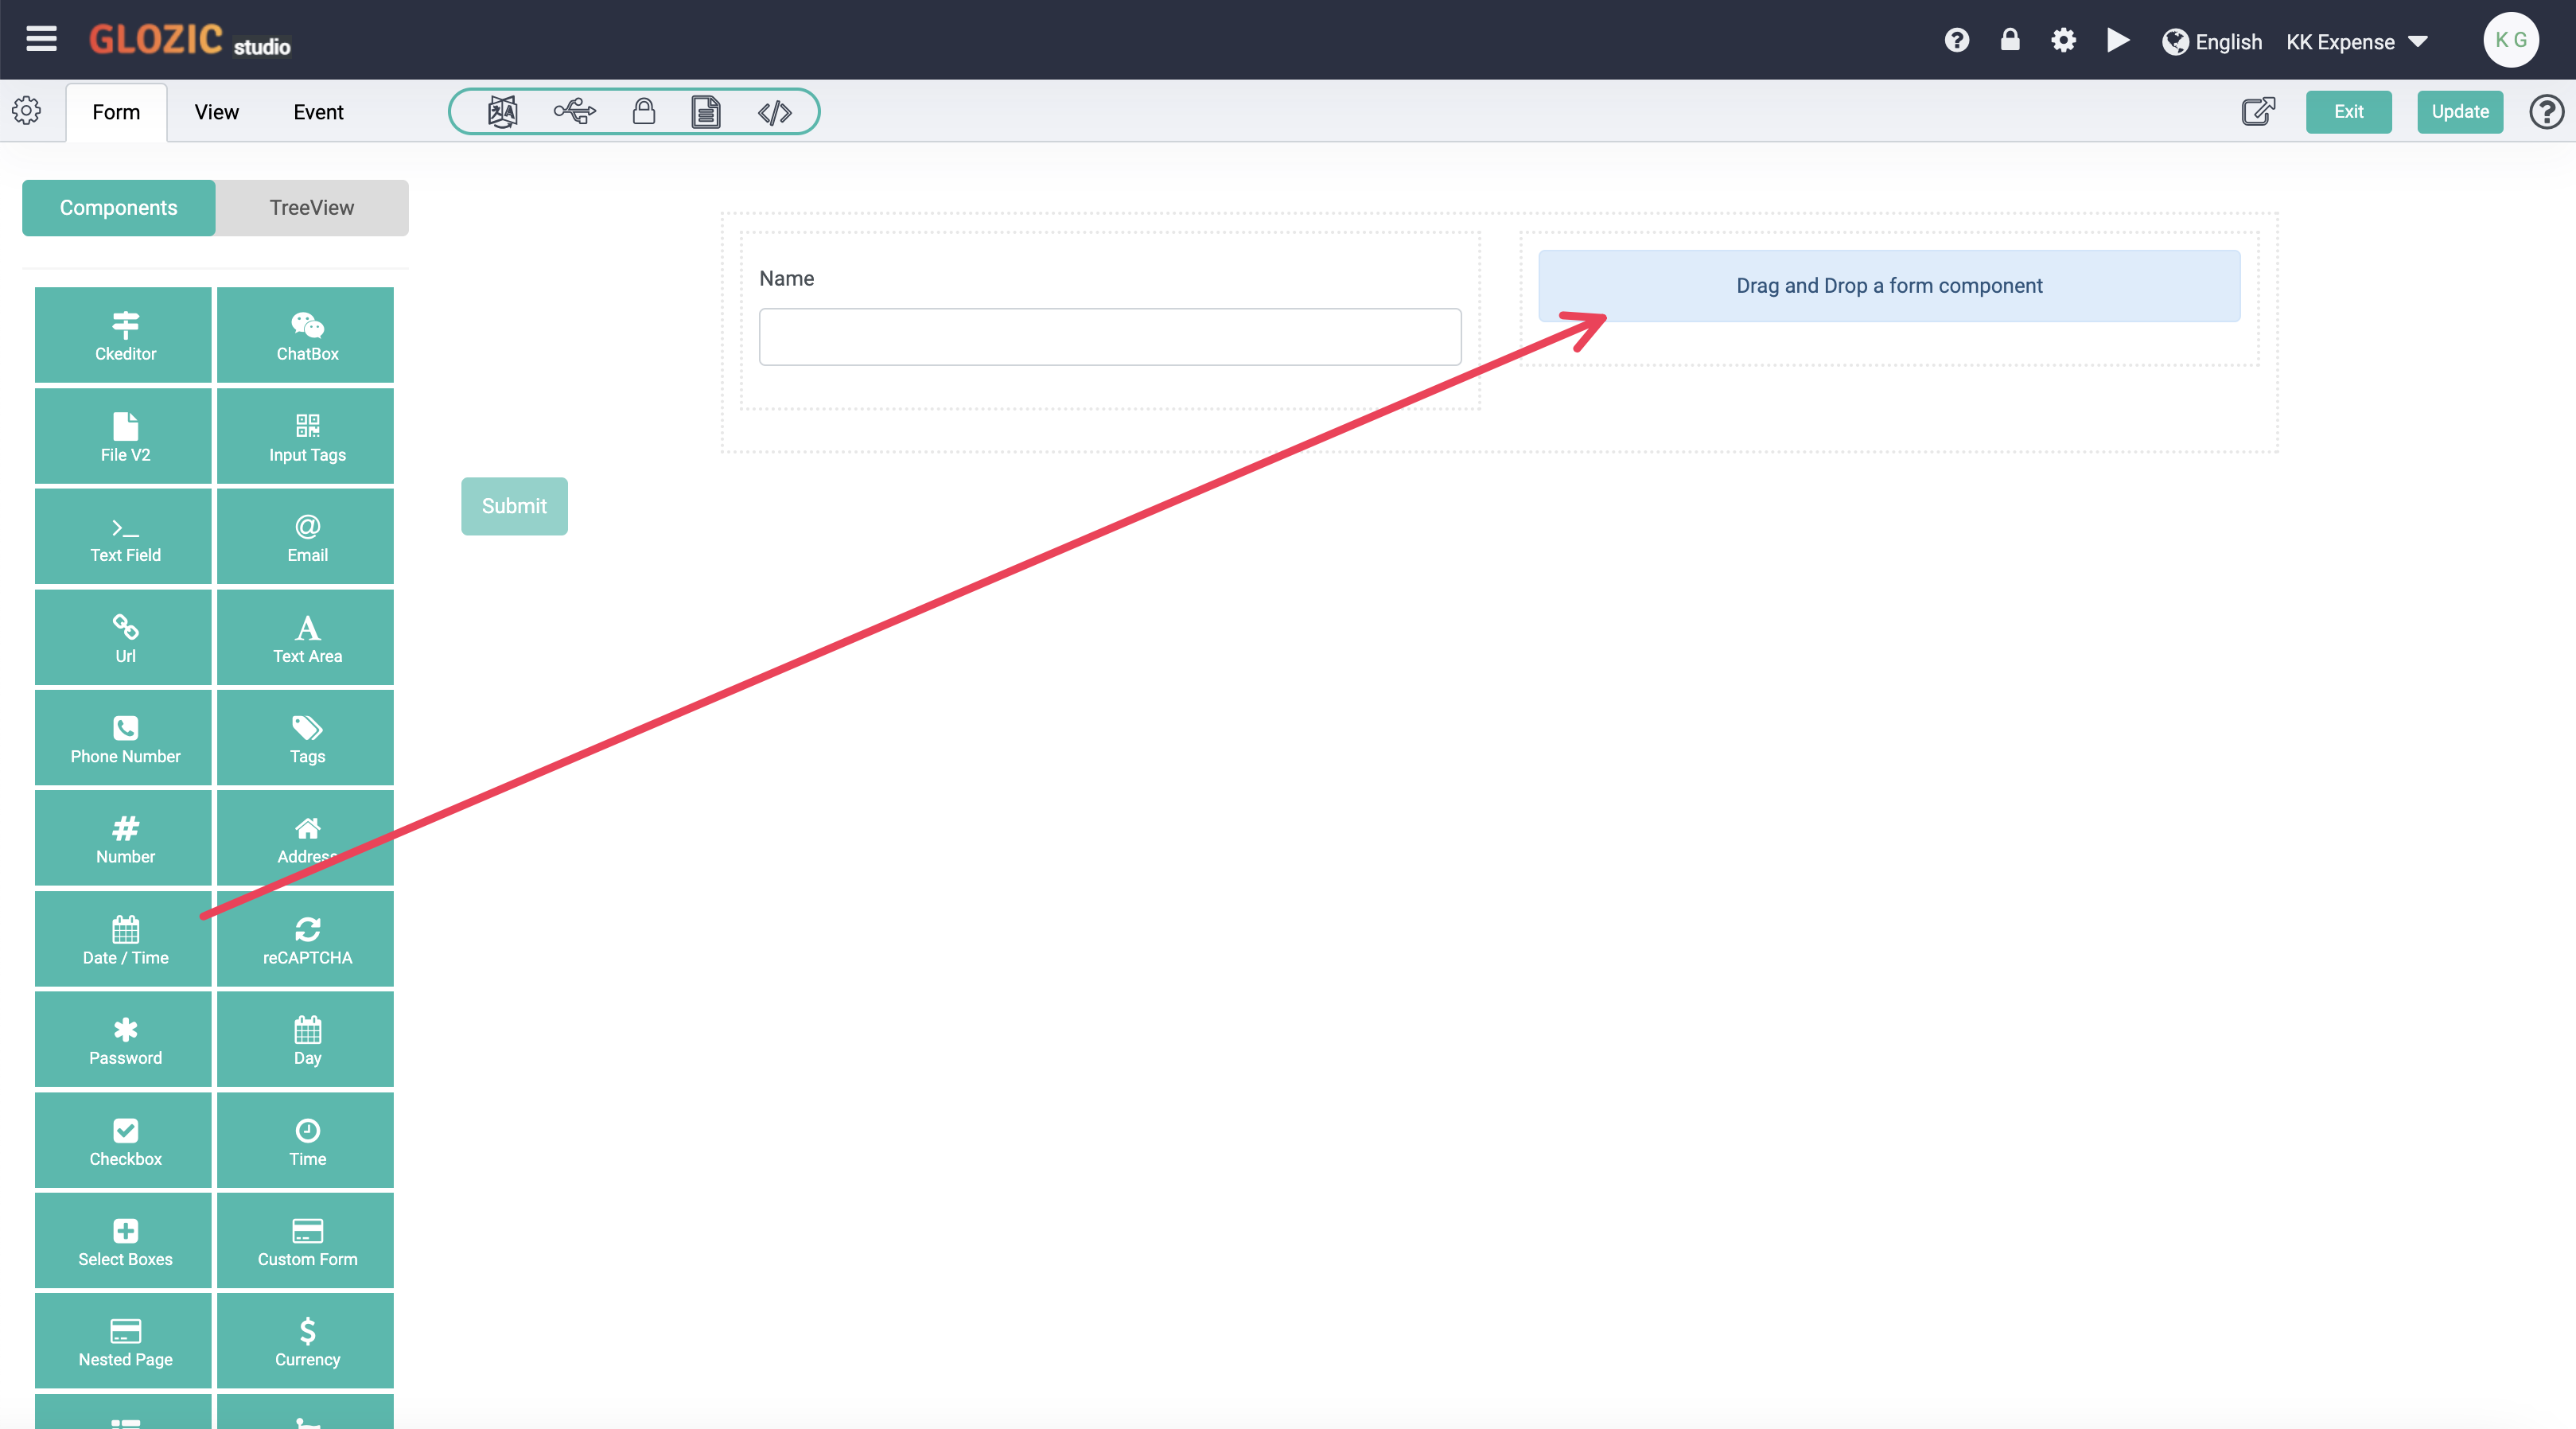 GLOZIC studio
English
KK Expense
K G
Form
View
Event
Exit
Update
Components
TreeView
Ckeditor
ChatBox
File V2
Input Tags
Text Field
Email
Url
Text Area
Phone Number
Tags
Number
Address
Date / Time
reCAPTCHA
Password
Day
Checkbox
Time
Select Boxes
Custom Form
Nested Page
Currency
Name
Drag and Drop a form component
Submit